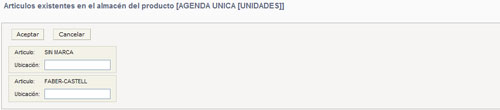 Artículos existentes en el almacén del producto [AGENDA UNICA [UNIDADES]]
Aceptar Cancelar
Artículo: SIN MARCA
Ubicación:
Artículo: FABER-CASTELL
Ubicación: